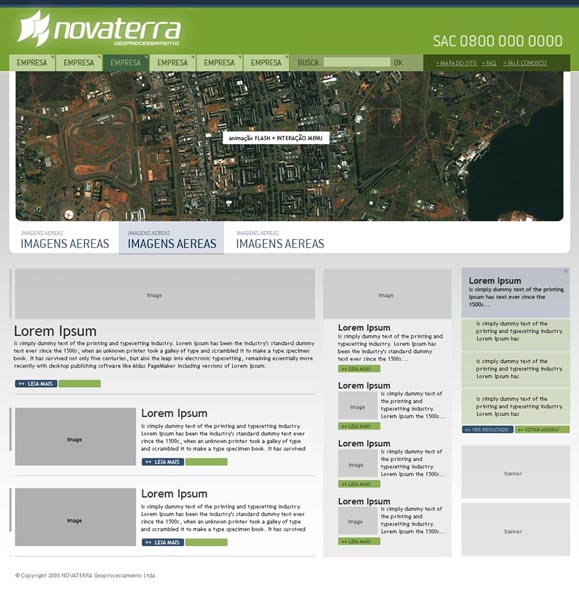 novaterra
GEOPROCESSAMENTO
SAC 0800 000 0000
EMPRESA EMPRESA EMPRESA EMPRESA EMPRESA EMPRESA BUSCA OK + MAPA DO SITE + FAQ + FALE CONOSCO
animação FLASH + INTERAÇÃO MENU
IMAGENS AEREAS IMAGENS AEREAS IMAGENS AEREAS
IMAGENS AEREAS IMAGENS AEREAS IMAGENS AEREAS
Image
Lorem Ipsum
is simply dummy text of the printing and typesetting industry. Lorem Ipsum has been the industry's standard dummy
text ever since the 1500s, when an unknown printer took a galley of type and scrambled it to make a type specimen
book. It has survived not only five centuries, but also the leap into electronic typesetting, remaining essentially more
recently with desktop publishing software like Aldus PageMaker including versions of Lorem Ipsum.
++ LEIA MAIS
Image
Lorem Ipsum
is simply dummy text of the printing and typesetting industry.
Lorem Ipsum has been the industry's standard dummy text ever
since the 1500s, when an unknown printer took a galley of type
and scrambled it to make a type specimen book. It has survived
++ LEIA MAIS
Image
Lorem Ipsum
is simply dummy text of the printing and typesetting industry.
Lorem Ipsum has been the industry's standard dummy text ever
since the 1500s, when an unknown printer took a galley of type
and scrambled it to make a type specimen book. It has survived
++ LEIA MAIS
Image
Lorem Ipsum
is simply dummy text of the printing and
typesetting industry. Lorem Ipsum has
been the industry's standard dummy text
ever since the 1500s...
++ LEIA MAIS
Lorem Ipsum
Image
is simply dummy text of
the printing and
typesetting industry.
Lorem Ipsum has been
++ LEIA MAIS
Lorem Ipsum
Image
is simply dummy text of
the printing and
typesetting industry.
Lorem Ipsum has been
++ LEIA MAIS
Lorem Ipsum
Image
is simply dummy text of
the printing and
typesetting industry.
Lorem Ipsum has been
++ LEIA MAIS
Lorem Ipsum
is simply dummy text of the printing
Ipsum has text ever since the
1500s...
is simply dummy text of the
printing and typesetting
industry. Lorem Ipsum has
is simply dummy text of the
printing and typesetting
industry. Lorem Ipsum has
is simply dummy text of the
printing and typesetting
industry. Lorem Ipsum has
++ VER RESULTADO ++ VOTAR AGORA!
banner
banner
© Copyright 2008 NOVATERRA Geoprocessamento Ltda.